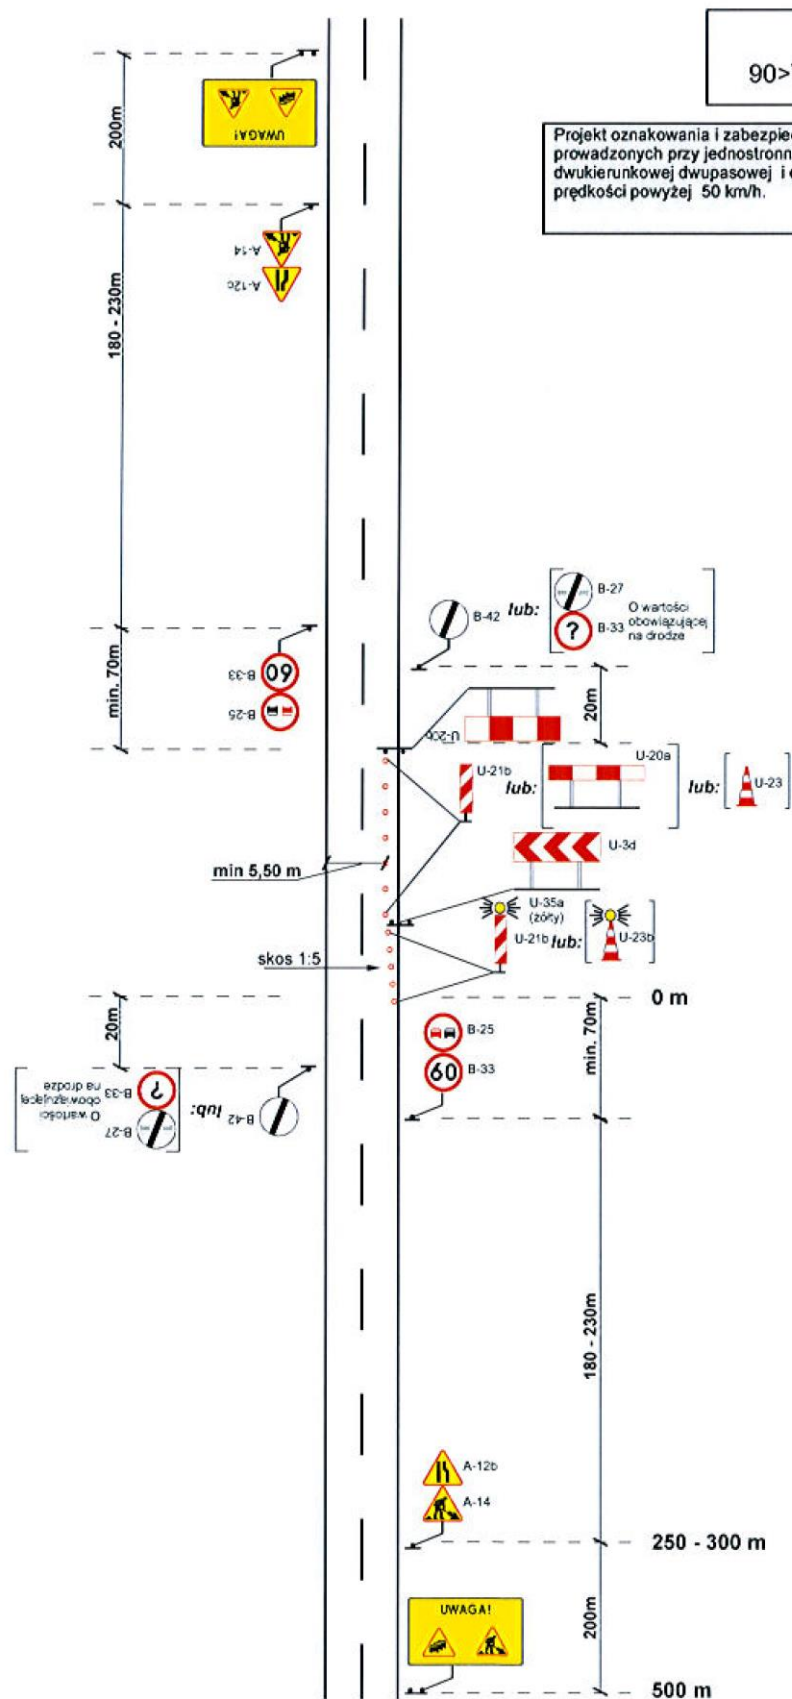 90>
Projekt oznakowania i zabezpie
prowadzonych przy jednostronn
dwukierunkowej dwupasowej i
prędkości powyżej 50 km/h.
200m
UWAGA!
A-14
A-12c
180 - 230m
B-27
B-42 lub:
B-33
O wartości
obowiązującej
na drodze
?
min. 70m
60 B-33
B-25
20m
U-20b
U-20a
U-21b
lub:
lub:
U-23
U-3d
min 5,50 m
U-35a
(żółty)
U-21b lub:
U-23b
skos 1:5
0 m
20m
B-25
60 B-33
min. 70m
?
B-33
O wartości
obowiązującej
na drodze
B-27
lub:
B-42
180 - 230m
A-12b
A-14
250 - 300 m
UWAGA!
200m
500 m